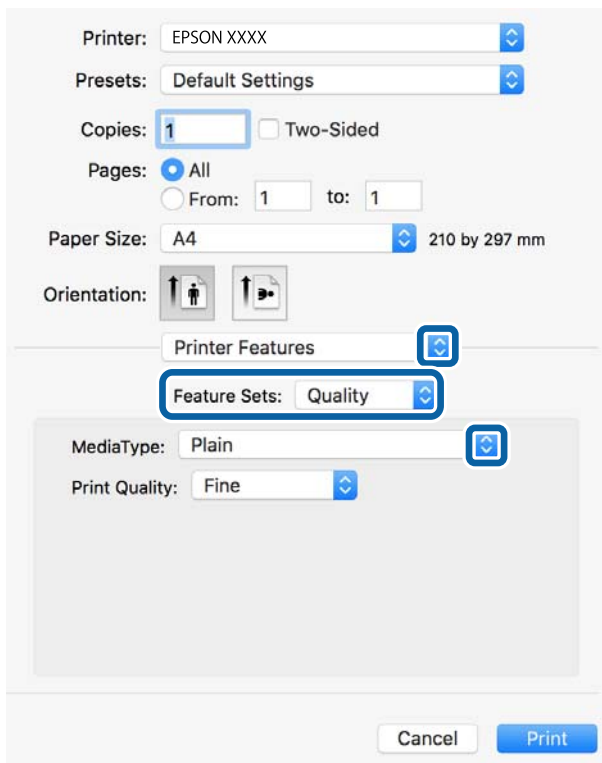 Printer: EPSON XXXX
Presets: Default Settings
Copies: 1 Two-Sided
Pages: All
From: 1 to: 1
Paper Size: A4 210 by 297 mm
Orientation:
Printer Features
Feature Sets: Quality
MediaType: Plain
Print Quality: Fine
Cancel Print